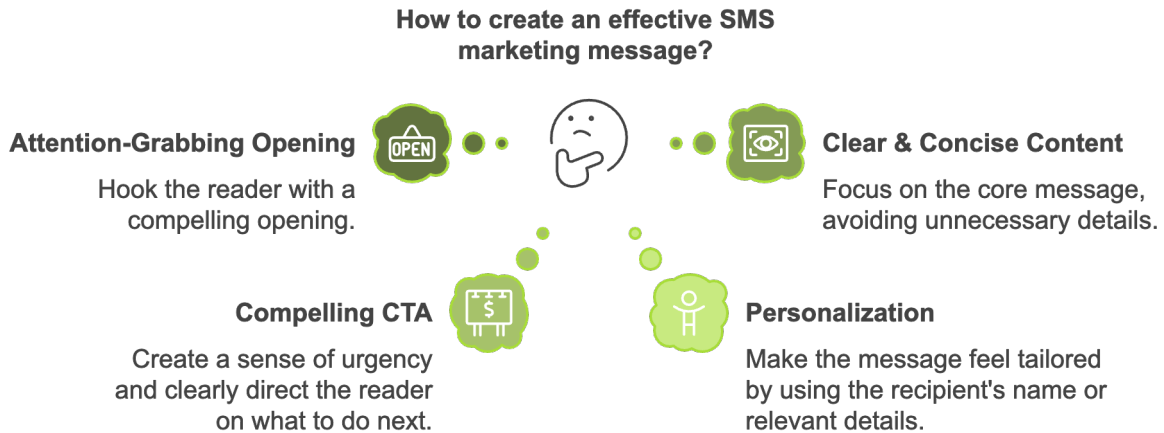 How to create an effective SMS
marketing message?
Attention-Grabbing Opening
Hook the reader with a
compelling opening.
OPEN
Clear & Concise Content
Focus on the core message,
avoiding unnecessary details.
Compelling CTA
Create a sense of urgency
and clearly direct the reader
on what to do next.
$
Personalization
Make the message feel tailored
by using the recipient's name or
relevant details.